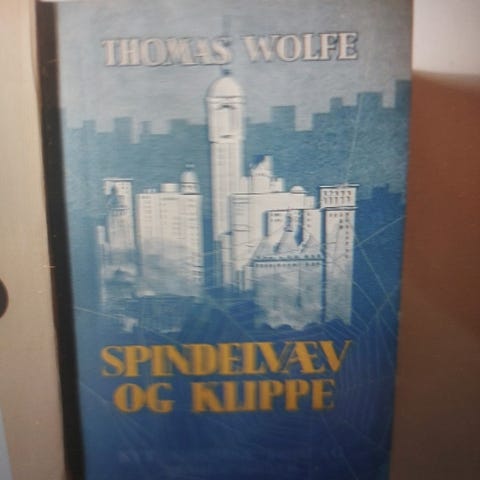 THOMAS WOLFE
SPINDELVÆV
OG KLIPPE